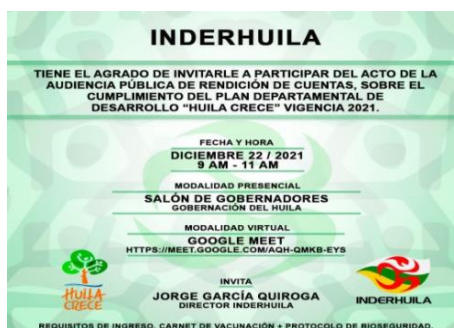 INDERHUILA
TIENE EL AGRADO DE INVITARLE A PARTICIPAR DEL ACTO DE LA
AUDIENCIA PÚBLICA DE RENDICIÓN DE CUENTAS, SOBRE EL
CUMPLIMIENTO DEL PLAN DEPARTAMENTAL DE
DESARROLLO "HUILA CRECE" VIGENCIA 2021.
FECHA Y HORA
DICIEMBRE 22 / 2021
9 AM - 11 AM
MODALIDAD PRESENCIAL
SALÓN DE GOBERNADORES
GOBERNACIÓN DEL HUILA
MODALIDAD VIRTUAL
GOOGLE MEET
HTTPS://MEET.GOOGLE.COM/AQH-QMKB-EYS
INVITA
JORGE GARCÍA QUIROGA
DIRECTOR INDERHUILA
HUILA
CRECE
INDERHUILA
REQUISITOS DE INGRESO, CARNET DE VACUNACIÓN + PROTOCOLO DE BIOSEGURIDAD.